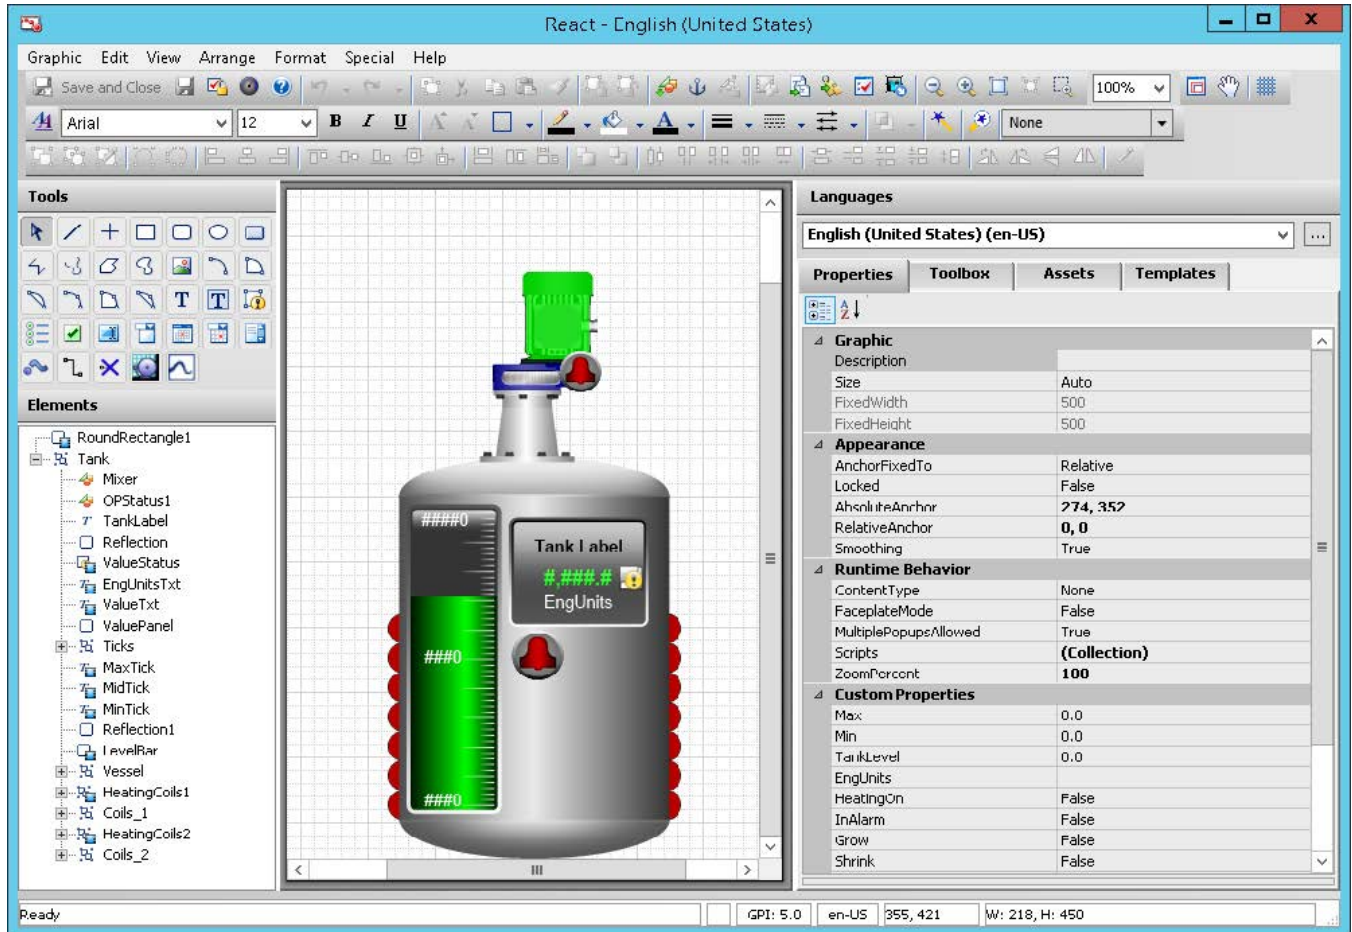 React - English (United States)
Graphic Edit View Arrange Format Special Help
Save and Close 100%
Arial 12 B I U A None
Tools
T T
Elements
RoundRectangle1
Tank
Mixer
OPStatus1
TankLabel
Reflection
ValueStatus
EngUnitsTxt
ValueTxt
ValuePanel
Ticks
MaxTick
MidTick
MinTick
Reflection1
LevelBar
Vessel
HeatingCoils1
Coils_1
HeatingCoils2
Coils_2
####0
Tank Label
#,###.#
EngUnits
###0
###0
Languages
English (United States) (en-US)
Properties Toolbox Assets Templates
Graphic
Description
Size Auto
FixedWidth 500
FixedHeight 500
Appearance
AnchorFixedTo Relative
Locked False
AbsoluteAnchor 274, 352
RelativeAnchor 0, 0
Smoothing True
Runtime Behavior
ContentType None
FaceplateMode False
MultiplePopupsAllowed True
Scripts (Collection)
ZoomPercent 100
Custom Properties
Max 0.0
Min 0.0
TankLevel 0.0
EngUnits
HeatingOn False
InAlarm False
Grow False
Shrink False
Ready GPI: 5.0 en-US 355, 421 W: 218, H: 450